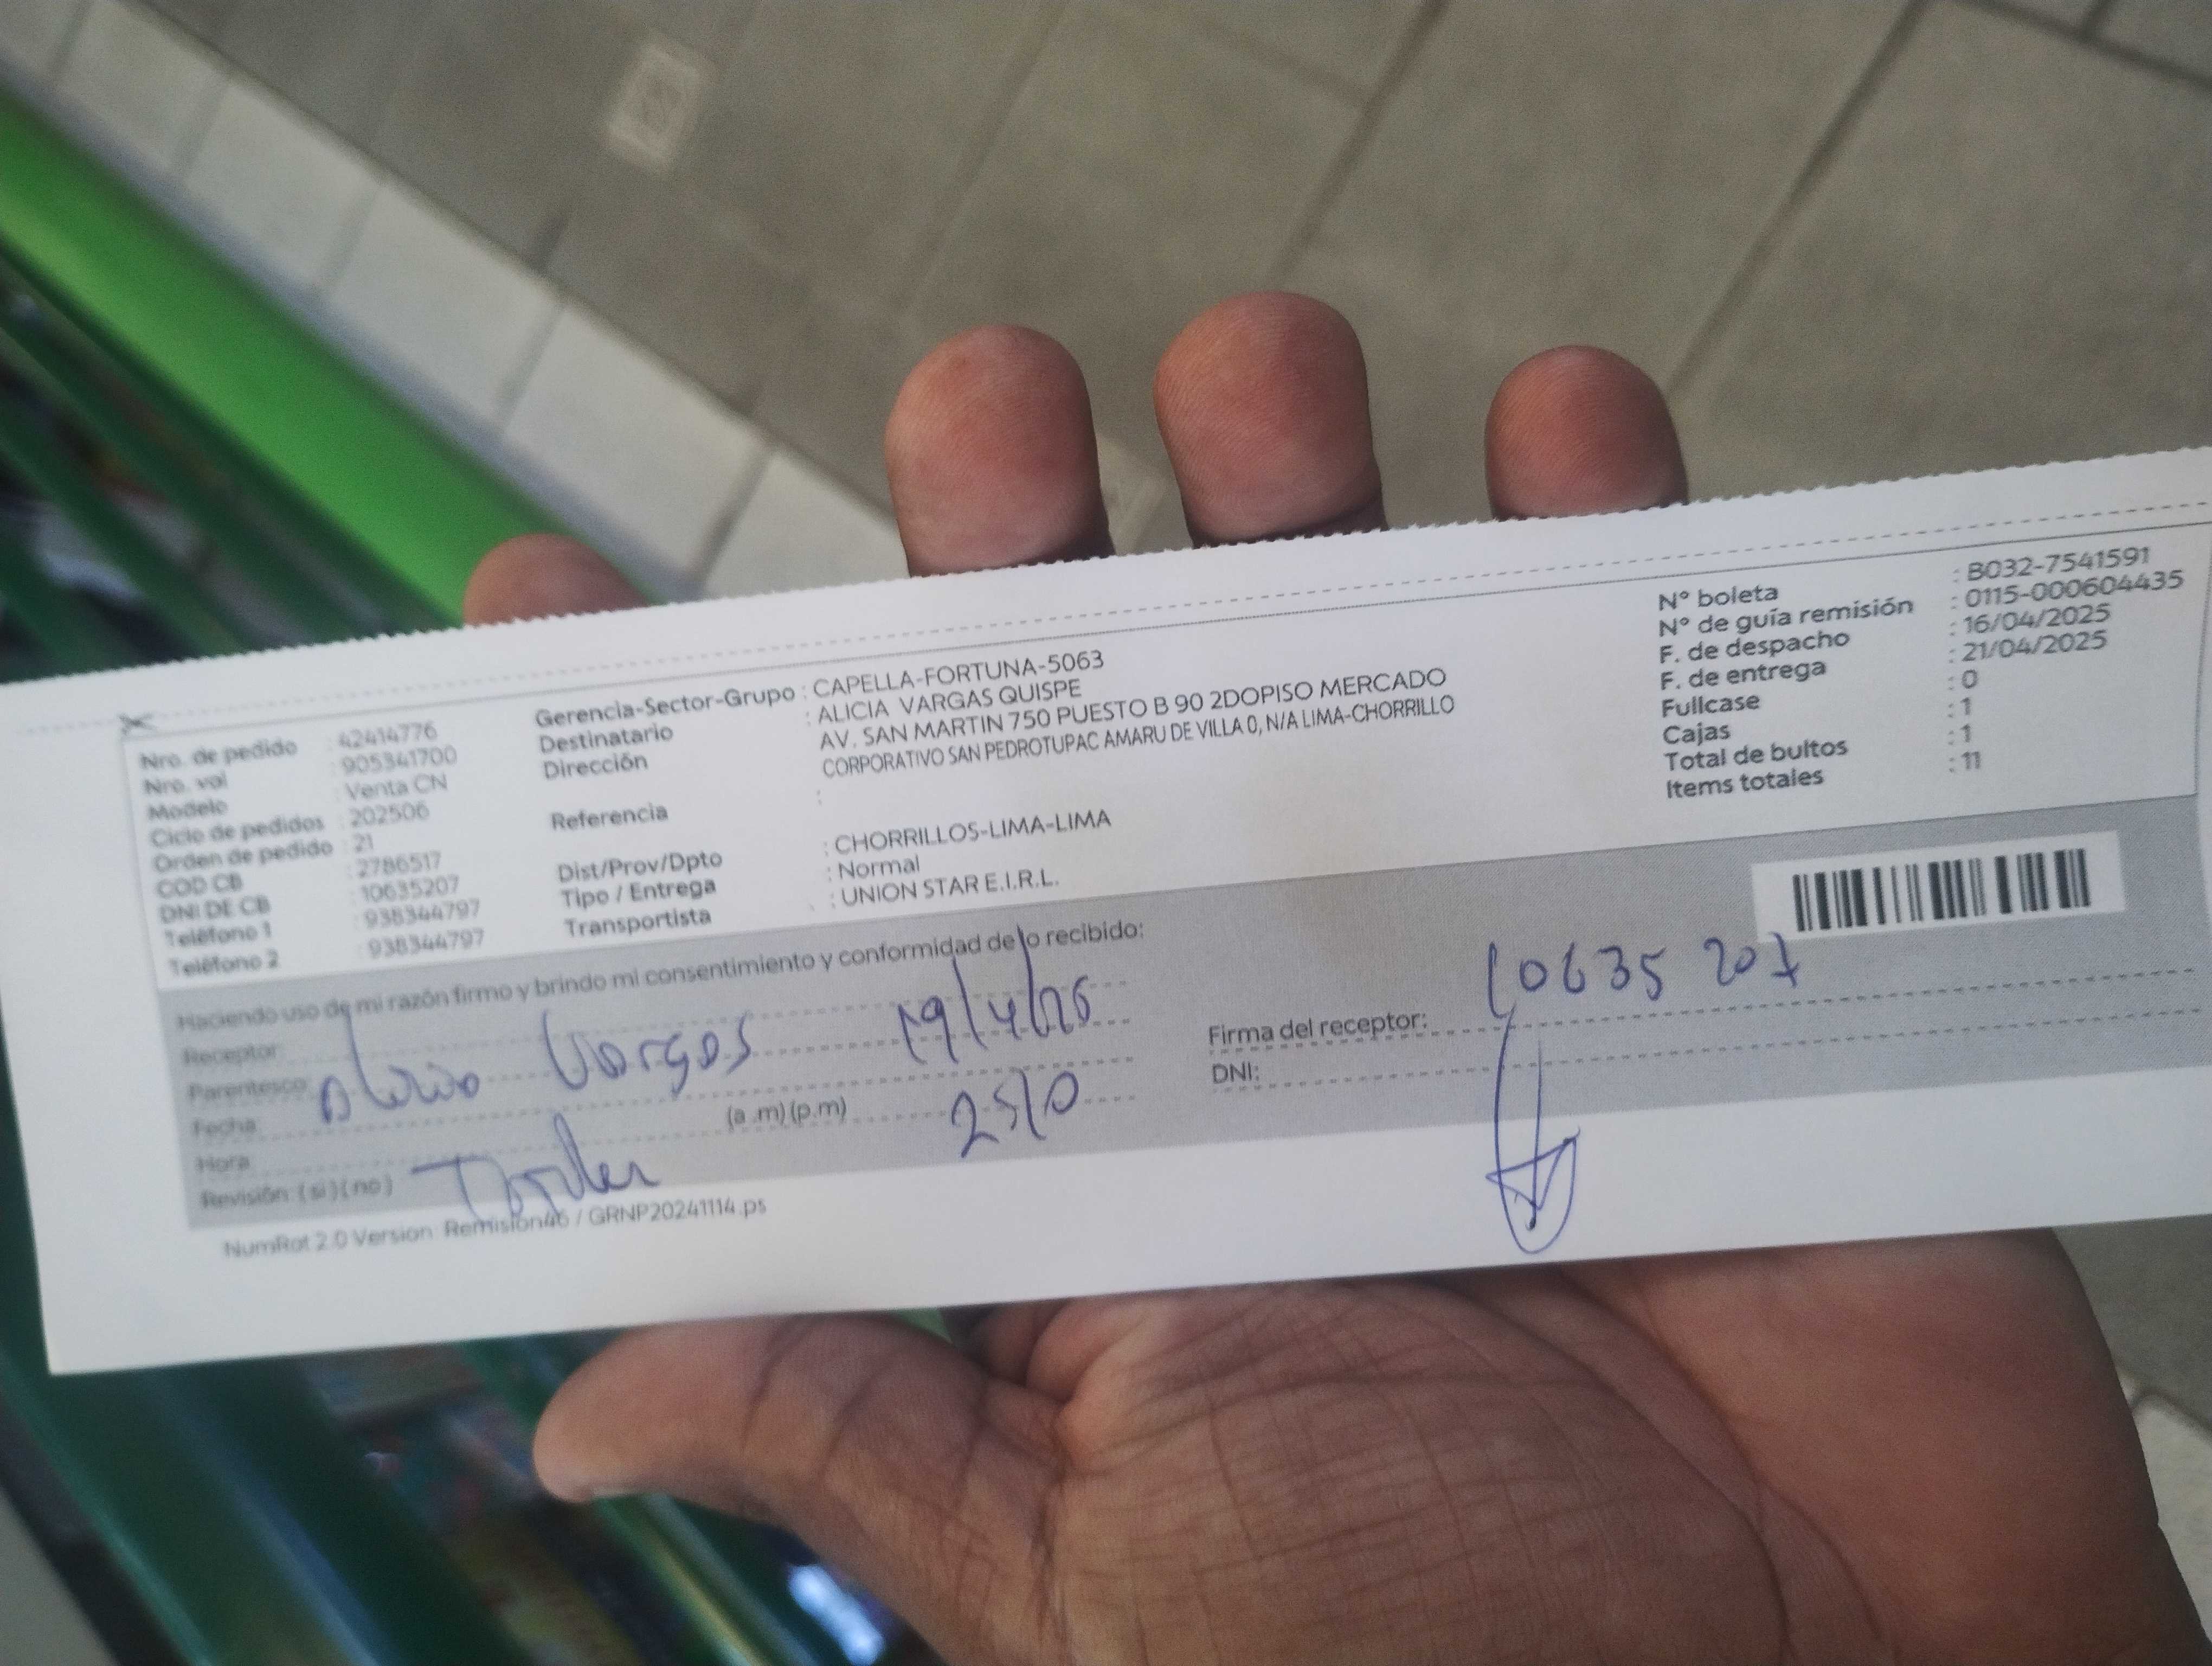 Nro. de pedido : 42414776
Nro. val : 905341700
Modelo : Venta CN
Ciclo de pedidos : 202506
Orden de pedido : 21
COD CB : 2786517
DNI DE CB : 10635207
Teléfono 1 : 938344797
Teléfono 2 : 938344797
Gerencia-Sector-Grupo : CAPELLA-FORTUNA-5063
Destinatario : ALICIA VARGAS QUISPE
Dirección AV. SAN MARTIN 750 PUESTO B 90 2DOPISO MERCADO
CORPORATIVO SAN PEDROTUPAC AMARU DE VILLA 0, N/A LIMA-CHORRILLO
Referencia :
Dist/Prov/Dpto : CHORRILLOS-LIMA-LIMA
Tipo / Entrega : Normal
Transportista : UNION STAR E.I.R.L.
N° boleta : B032-7541591
N° de guía remisión : 0115-000604435
F. de despacho : 16/04/2025
F. de entrega : 21/04/2025
Fullcase : 0
Cajas : 1
Total de bultos : 1
Items totales : 11
Haciendo uso de mi razón firmo y brindo mi consentimiento y conformidad de lo recibido:
Receptor:
Parentesco: Vargas
Fecha:
Hora: (a .m) (p.m)
Revisión: ( si ) ( no )
Firma del receptor: 10635207
DNI:
NumRot 2.0 Version: Remision46 / GRNP20241114.ps